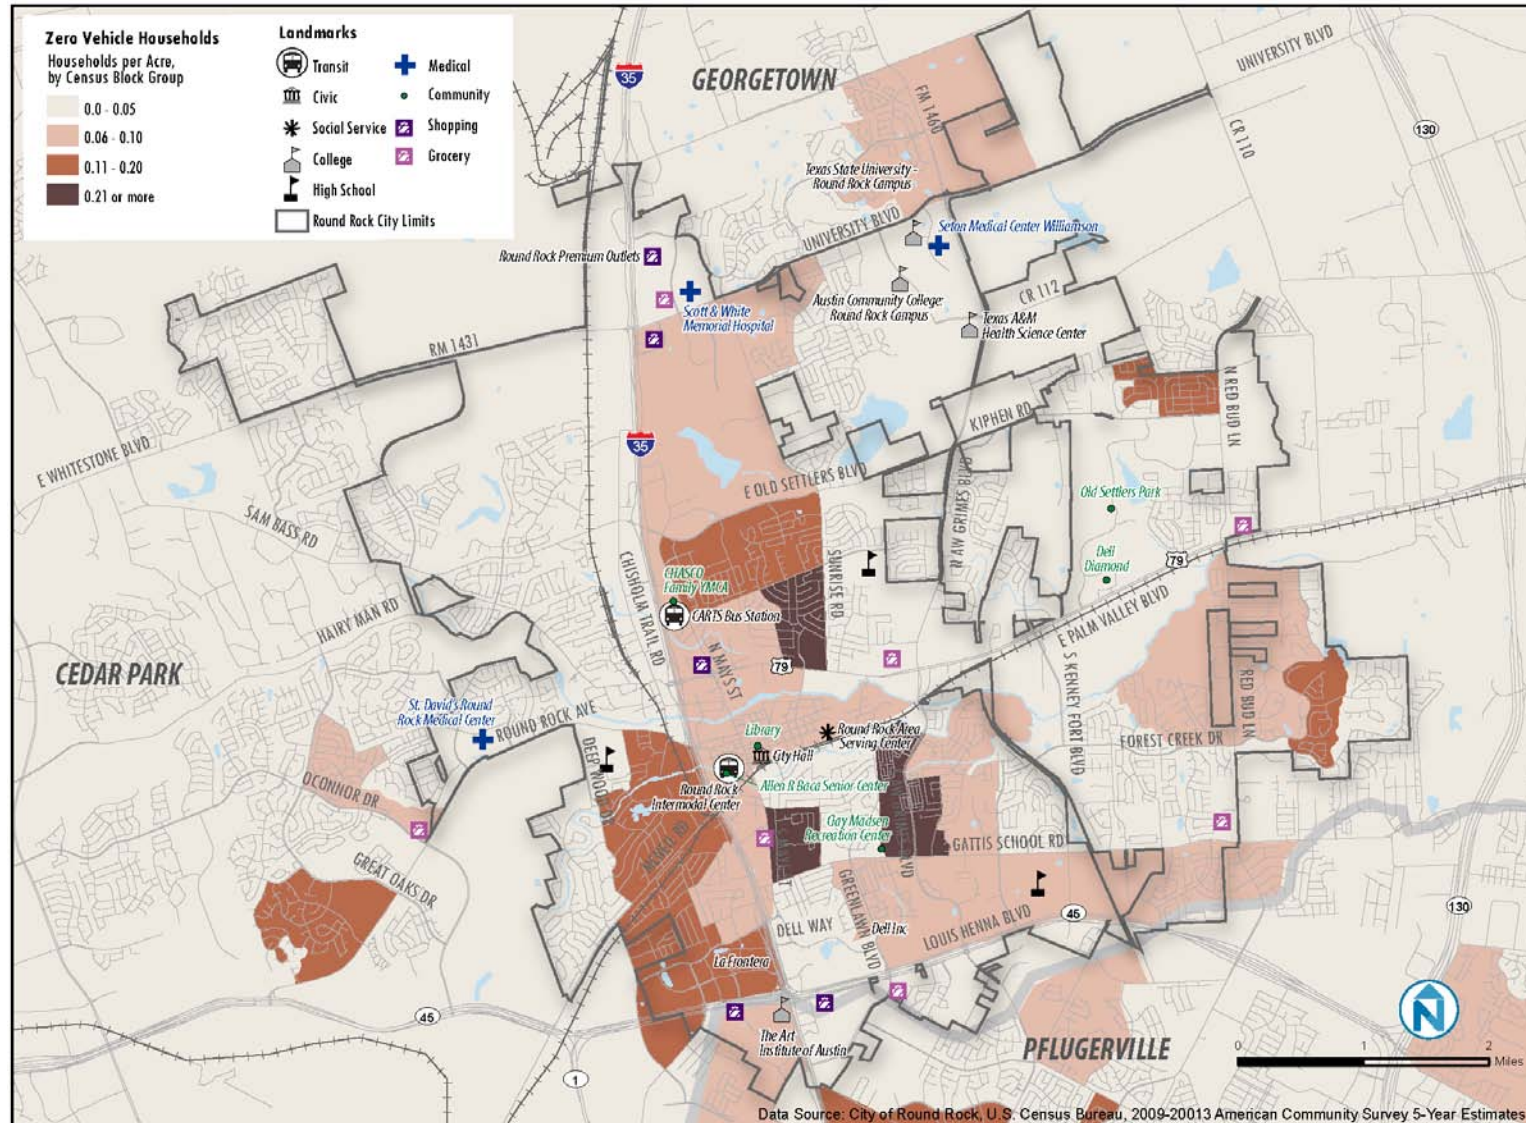 Zero Vehicle Households
Households per Acre,
by Census Block Group
0.0 - 0.05
0.06 - 0.10
0.11 - 0.20
0.21 or more
Landmarks
Transit
Civic
Social Service
College
High School
Round Rock City Limits
Medical
Community
Shopping
Grocery
35
GEORGETOWN
UNIVERSITY BLVD
FM 1460
CR 110
130
Texas State University -
Round Rock Campus
UNIVERSITY BLVD
Seton Medical Center Williamson
Round Rock Premium Outlets
Scott & White
Memorial Hospital
Austin Community College:
Round Rock Campus
CR 112
Texas A&M
Health Science Center
RM 1431
N RED BUD LN
KIPHEN RD
35
E WHITESTONE BLVD
E OLD SETTLERS BLVD
N AW GRIMES BLVD
Old Settlers Park
SAM BASS RD
CHISHOLM TRAIL RD
SUNRISE RD
Dell
Diamond
79
CHASCO
Family YMCA
CARTS Bus Station
HAIRY MAN RD
E PALM VALLEY BLVD
CEDAR PARK
N MAYS ST
79
S KENNEY FORT BLVD
RED BUD LN
St. David's Round
Rock Medical Center
ROUND ROCK AVE
DEEP WOOD
Library
City Hall
Round Rock Area
Serving Center
FOREST CREEK DR
OCONNOR DR
Round Rock
Intermodal Center
Allen R Baca Senior Center
Clay Madsen
Recreation Center
MCNEIL RD
GATTIS SCHOOL RD
GREAT OAKS DR
GREENLAWN BLVD
DELL WAY
Dell Inc
LOUIS HENNA BLVD
45
130
La Frontera
45
The Art
Institute of Austin
PFLUGERVILLE
1
N
0 1 2
Miles
Data Source: City of Round Rock, U.S. Census Bureau, 2009-20013 American Community Survey 5-Year Estimates